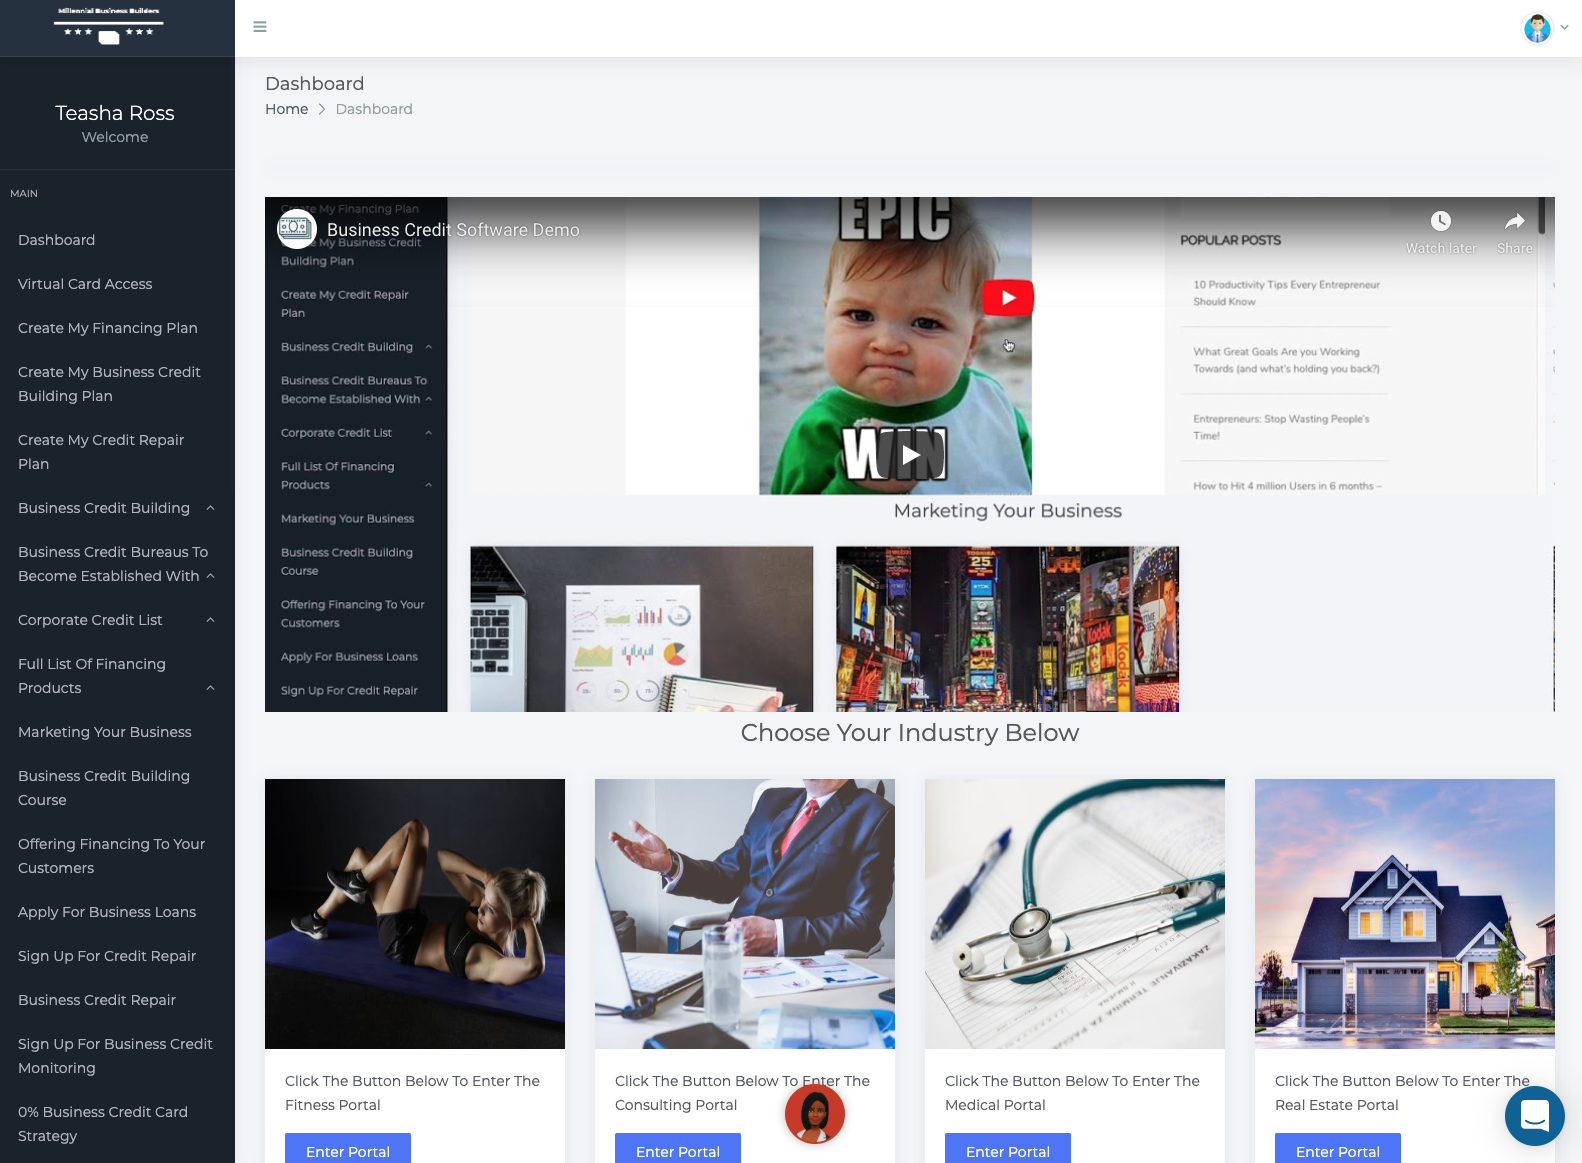 Millennial Business Builders
Teasha Ross
Welcome
MAIN
Dashboard
Virtual Card Access
Create My Financing Plan
Create My Business Credit
Building Plan
Create My Credit Repair
Plan
Business Credit Building
Business Credit Bureaus To
Become Established With
Corporate Credit List
Full List Of Financing
Products
Marketing Your Business
Business Credit Building
Course
Offering Financing To Your
Customers
Apply For Business Loans
Sign Up For Credit Repair
Business Credit Repair
Sign Up For Business Credit
Monitoring
0% Business Credit Card
Strategy
Dashboard
Home > Dashboard
Create My Financing Plan
Business Credit Software Demo
Create My Business Credit
Building Plan
Create My Credit Repair
Plan
Business Credit Building
Business Credit Bureaus To
Become Established With
Corporate Credit List
Full List Of Financing
Products
Marketing Your Business
Business Credit Building
Course
Offering Financing To Your
Customers
Apply For Business Loans
Sign Up For Credit Repair
EPIC
WIN
Watch later
Share
POPULAR POSTS
10 Productivity Tips Every Entrepreneur
Should Know
What Great Goals Are you Working
Towards (and what's holding you back?)
Entrepreneurs: Stop Wasting People's
Time!
How to Hit 4 million Users in 6 months –
Marketing Your Business
TOSHIBA
25
Kodak
Kodak
Choose Your Industry Below
ZAKAZIVANJE TERMINA ZA
Click The Button Below To Enter The
Fitness Portal
Enter Portal
Click The Button Below To Enter The
Consulting Portal
Enter Portal
Click The Button Below To Enter The
Medical Portal
Enter Portal
Click The Button Below To Enter The
Real Estate Portal
Enter Portal